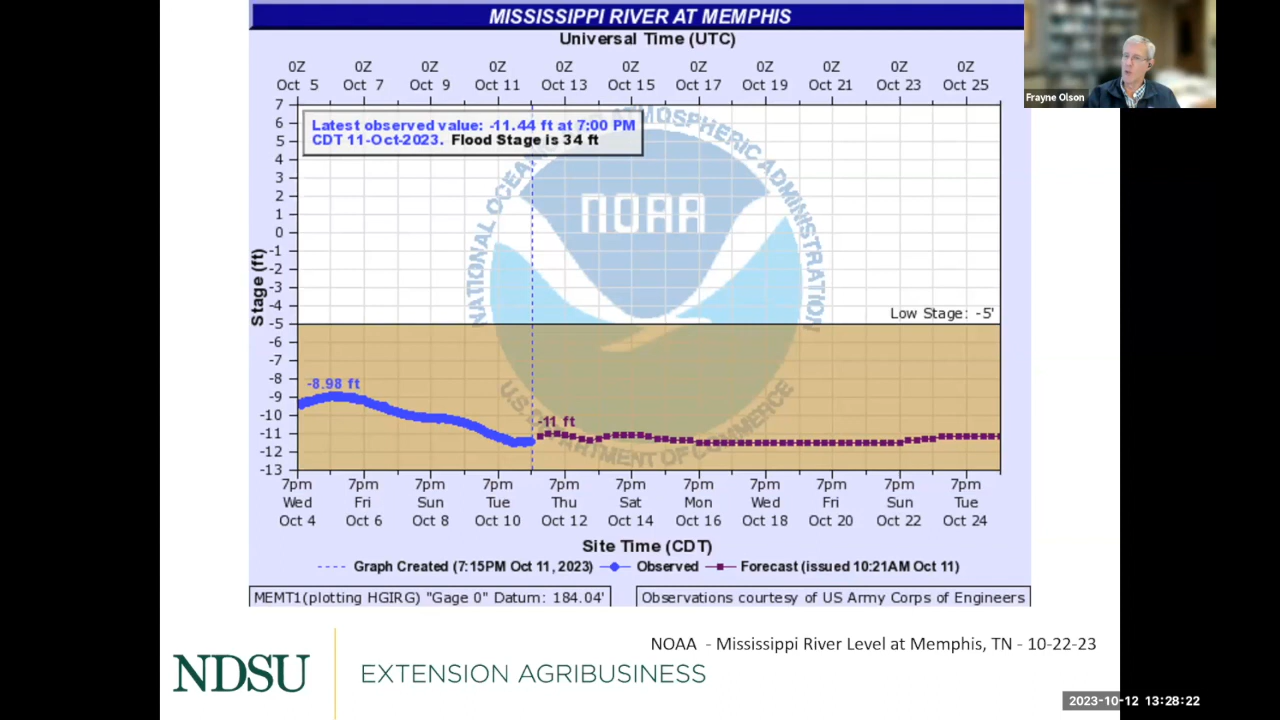 MISSISSIPPI RIVER AT MEMPHIS
Universal Time (UTC)
0Z 0Z 0Z 0Z 0Z 0Z 0Z 0Z 0Z 0Z 0Z
Oct 5 Oct 7 Oct 9 Oct 11 Oct 13 Oct 15 Oct 17 Oct 19 Oct 21 Oct 23 Oct 25
Frayne Olson
Latest observed value: -11.44 ft at 7:00 PM
CDT 11-Oct-2023. Flood Stage is 34 ft
NATIONAL OCEANIC ATMOSPHERIC ADMINISTRATION
NOAA
U.S. DEPARTMENT OF COMMERCE
Stage (ft)
7
6
5
4
3
2
1
0
-1
-2
-3
-4
-5
-6
-7
-8
-9
-10
-11
-12
-13
Low Stage: -5'
-8.98 ft
-11 ft
7pm 7pm 7pm 7pm 7pm 7pm 7pm 7pm 7pm 7pm 7pm
Wed Fri Sun Tue Thu Sat Mon Wed Fri Sun Tue
Oct 4 Oct 6 Oct 8 Oct 10 Oct 12 Oct 14 Oct 16 Oct 18 Oct 20 Oct 22 Oct 24
Site Time (CDT)
Graph Created (7:15PM Oct 11, 2023) Observed Forecast (issued 10:21AM Oct 11)
MEMT1(plotting HGIRG) "Gage 0" Datum: 184.04' Observations courtesy of US Army Corps of Engineers
NOAA - Mississippi River Level at Memphis, TN - 10-22-23
NDSU EXTENSION AGRIBUSINESS
2023-10-12 13:28:22